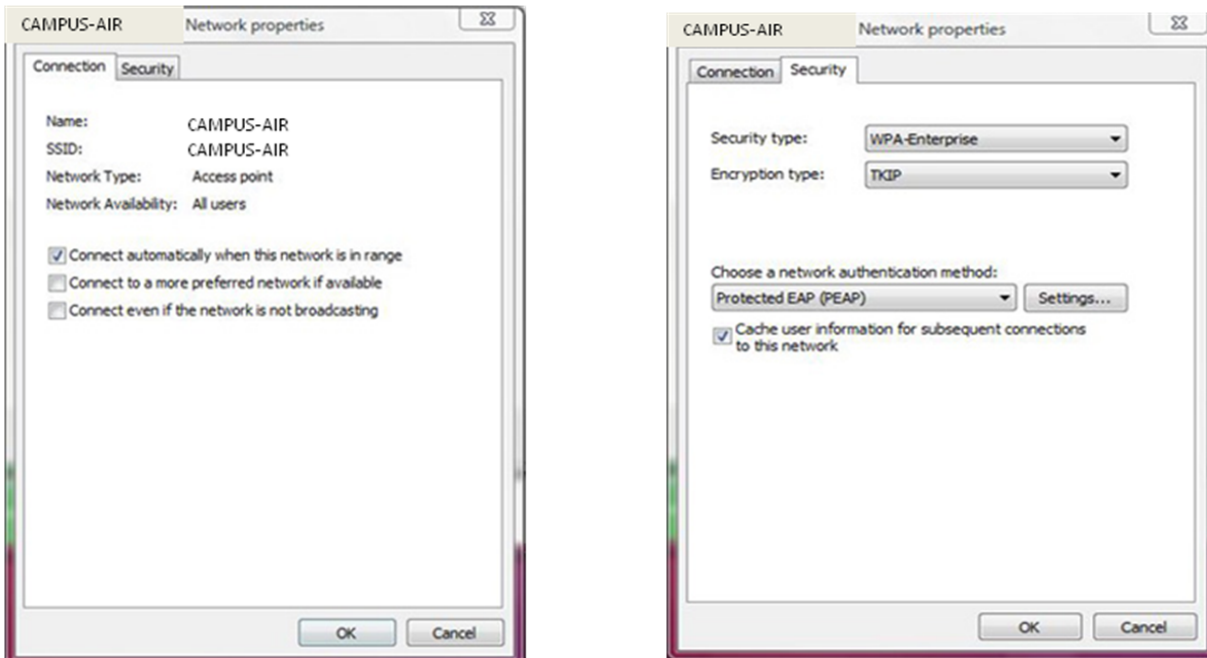 CAMPUS-AIR Network properties
Connection Security
Name: CAMPUS-AIR
SSID: CAMPUS-AIR
Network Type: Access point
Network Availability: All users
Connect automatically when this network is in range
Connect to a more preferred network if available
Connect even if the network is not broadcasting
OK Cancel
CAMPUS-AIR Network properties
Connection Security
Security type: WPA-Enterprise
Encryption type: TKIP
Choose a network authentication method:
Protected EAP (PEAP) Settings...
Cache user information for subsequent connections
to this network
OK Cancel